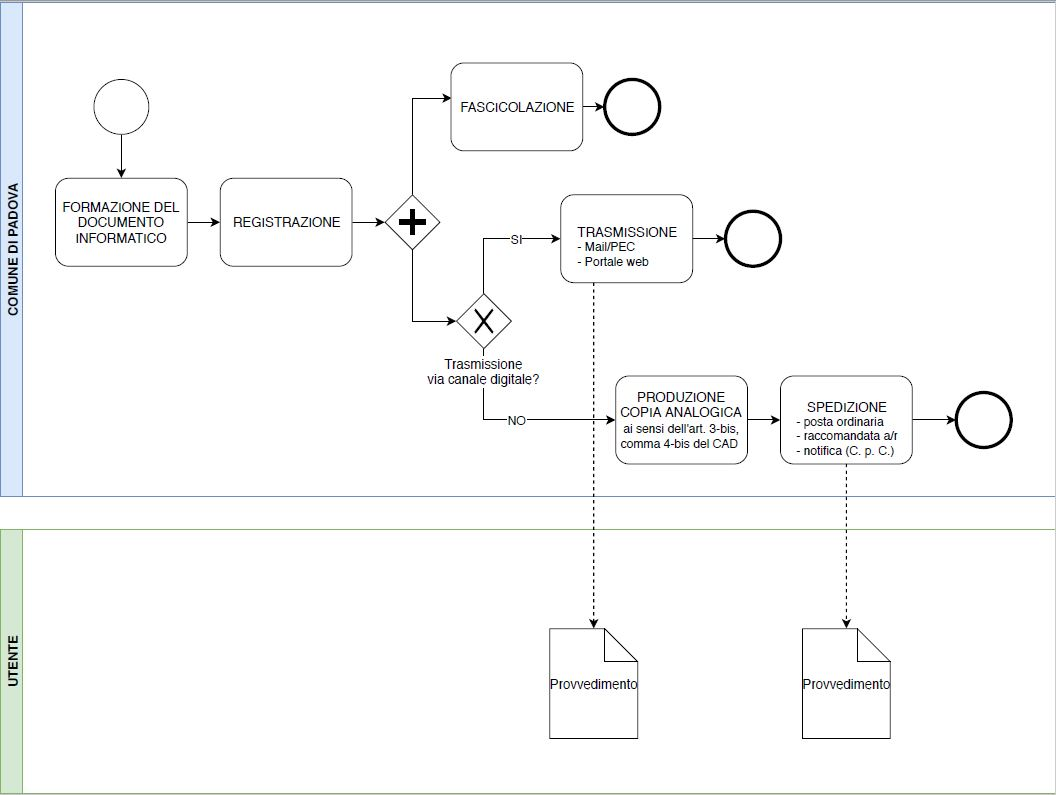 COMUNE DI PADOVA
FASCICOLAZIONE
FORMAZIONE DEL
DOCUMENTO
INFORMATICO
REGISTRAZIONE
SI
TRASMISSIONE
- Mail/PEC
- Portale web
Trasmissione
via canale digitale?
NO
PRODUZIONE
COPIA ANALOGICA
ai sensi dell'art. 3-bis,
comma 4-bis del CAD
SPEDIZIONE
- posta ordinaria
- raccomandata a/r
- notifica (C. p. C.)
UTENTE
Provvedimento
Provvedimento